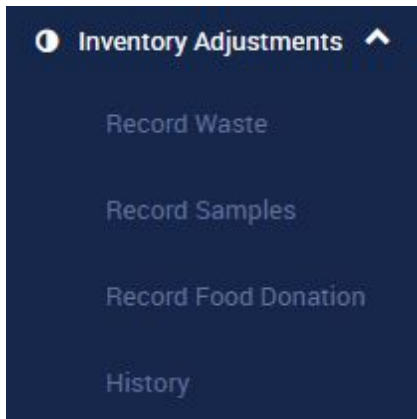 Inventory Adjustments
Record Waste
Record Samples
Record Food Donation
History